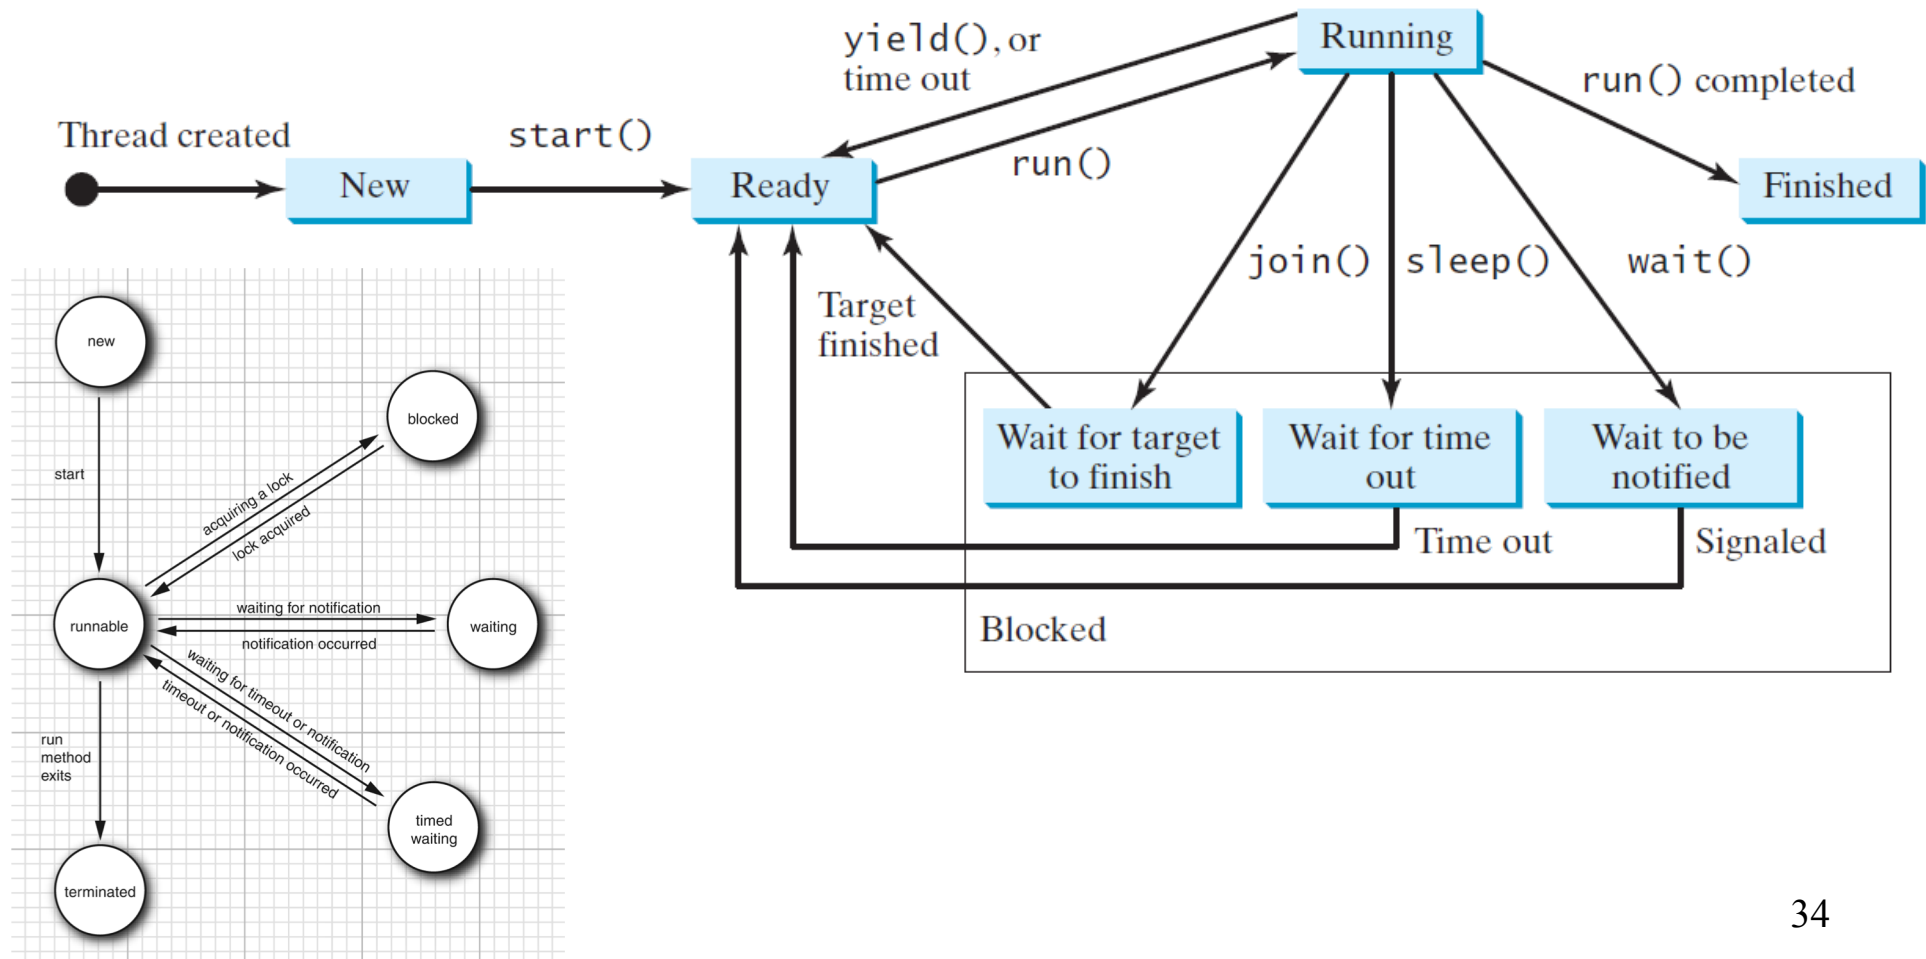 yield(), or
time out
Running
run() completed
Thread created
start()
New
Ready
run()
Finished
join()
sleep()
wait()
Target
finished
Wait for target
to finish
Wait for time
out
Wait to be
notified
Time out
Signaled
Blocked
new
blocked
start
acquiring a lock
lock acquired
waiting for notification
runnable
waiting
notification occurred
waiting for timeout or notification
timeout or notification occurred
run
method
exits
timed
waiting
terminated
34